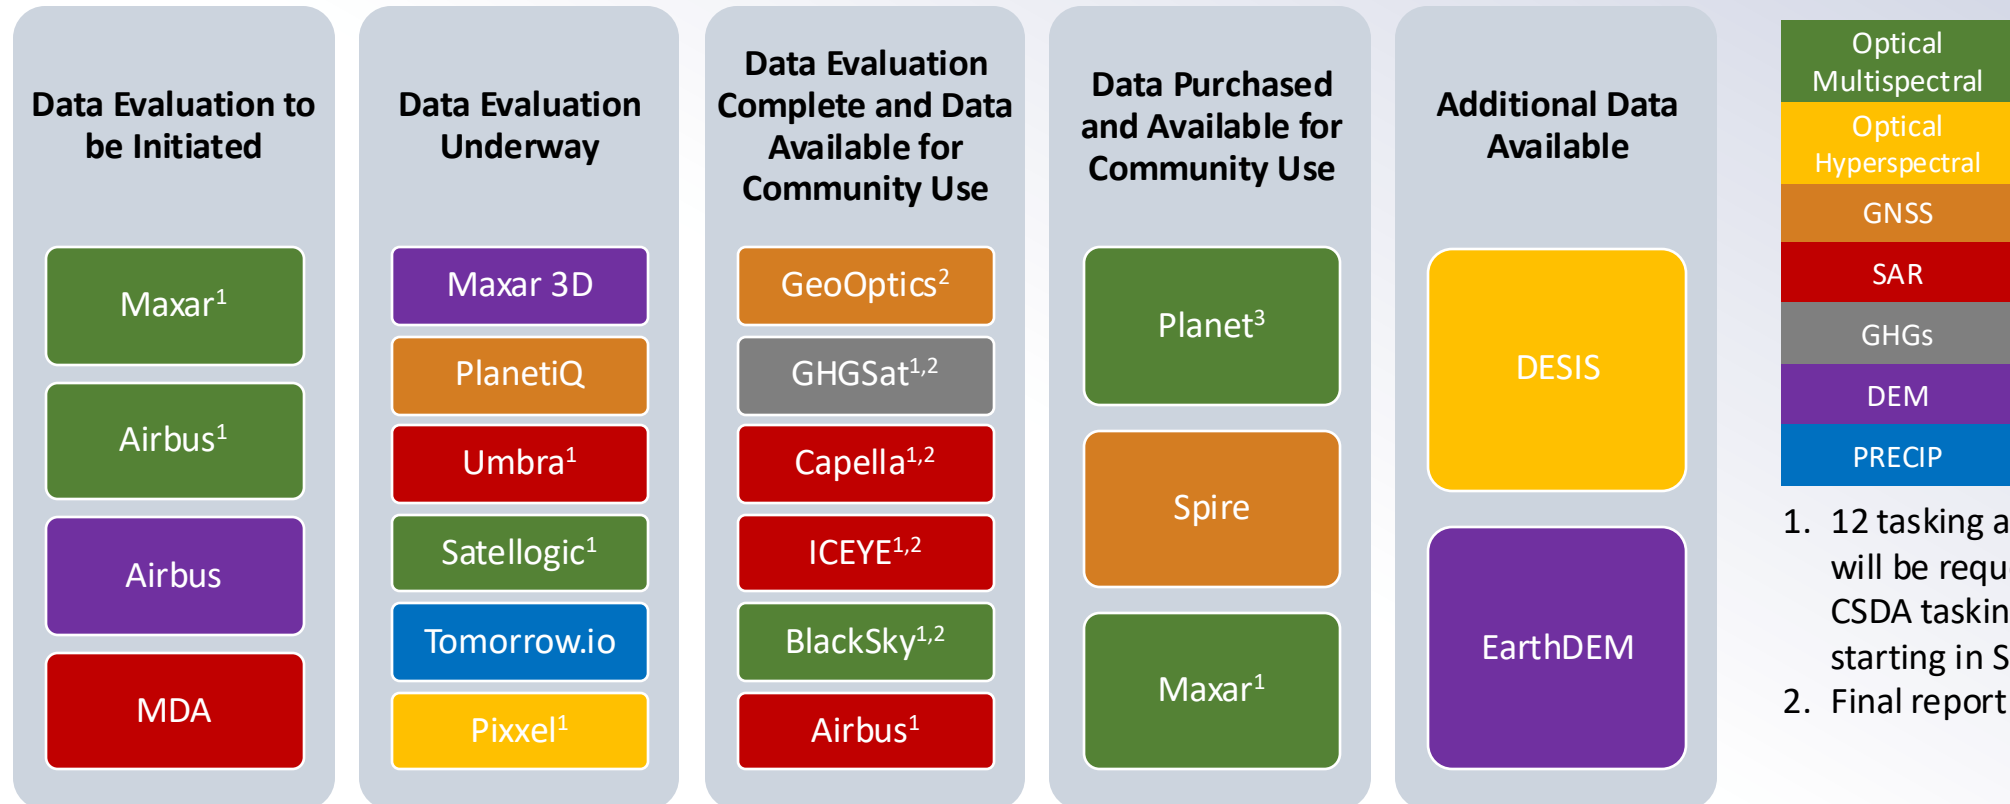 Data Evaluation to
be Initiated
Maxar¹
Airbus¹
Airbus
MDA
Data Evaluation
Underway
Maxar 3D
PlanetiQ
Umbra¹
Satellogic¹
Tomorrow.io
Pixxel¹
Data Evaluation
Complete and Data
Available for
Community Use
GeoOptics²
GHGSat¹,²
Capella¹,²
ICEYE¹,²
BlackSky¹,²
Airbus¹
Data Purchased
and Available for
Community Use
Planet³
Spire
Maxar¹
Additional Data
Available
DESIS
EarthDEM
Optical
Multispectral
Optical
Hyperspectral
GNSS
SAR
GHGs
DEM
PRECIP
1. 12 tasking a
will be requ
CSDA taskin
starting in S
2. Final report